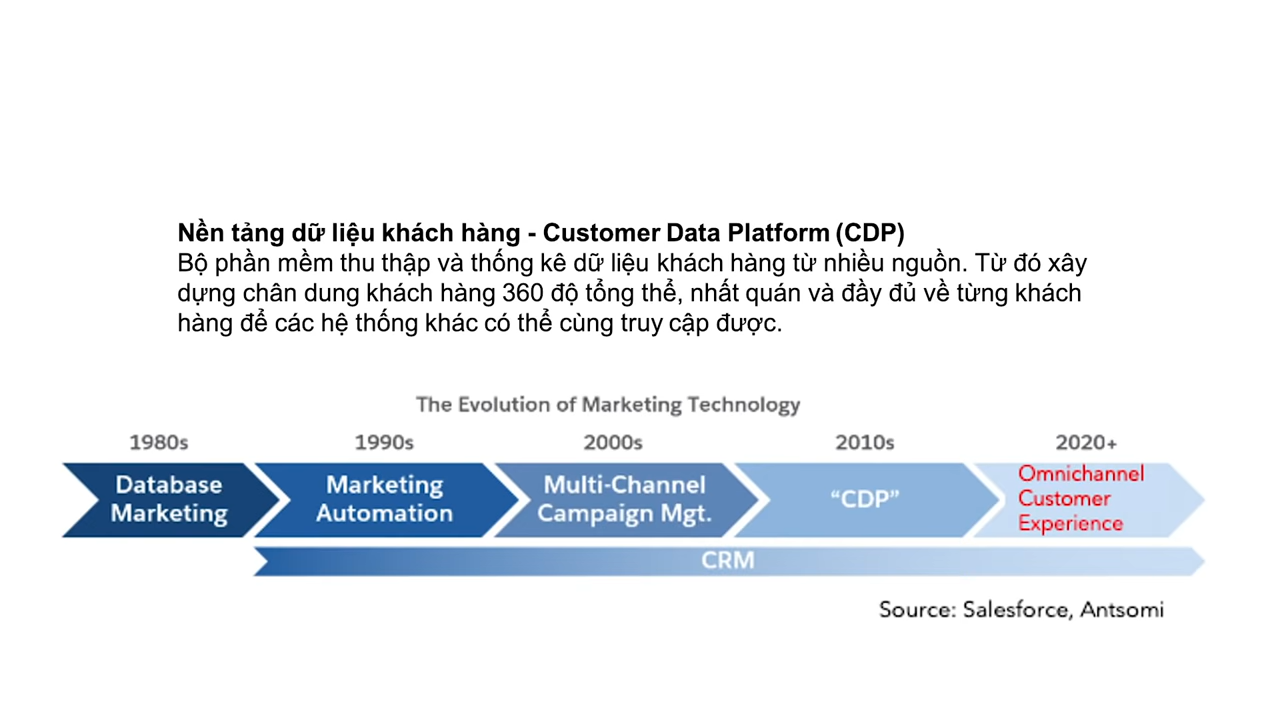 Nền tảng dữ liệu khách hàng - Customer Data Platform (CDP)
Bộ phần mềm thu thập và thống kê dữ liệu khách hàng từ nhiều nguồn. Từ đó xây
dựng chân dung khách hàng 360 độ tổng thể, nhất quán và đầy đủ về từng khách
hàng để các hệ thống khác có thể cùng truy cập được.
The Evolution of Marketing Technology
1980s
1990s
2000s
2010s
2020+
Database
Marketing
Marketing
Automation
Multi-Channel
Campaign Mgt.
“CDP”
Omnichannel
Customer
Experience
CRM
Source: Salesforce, Antsomi